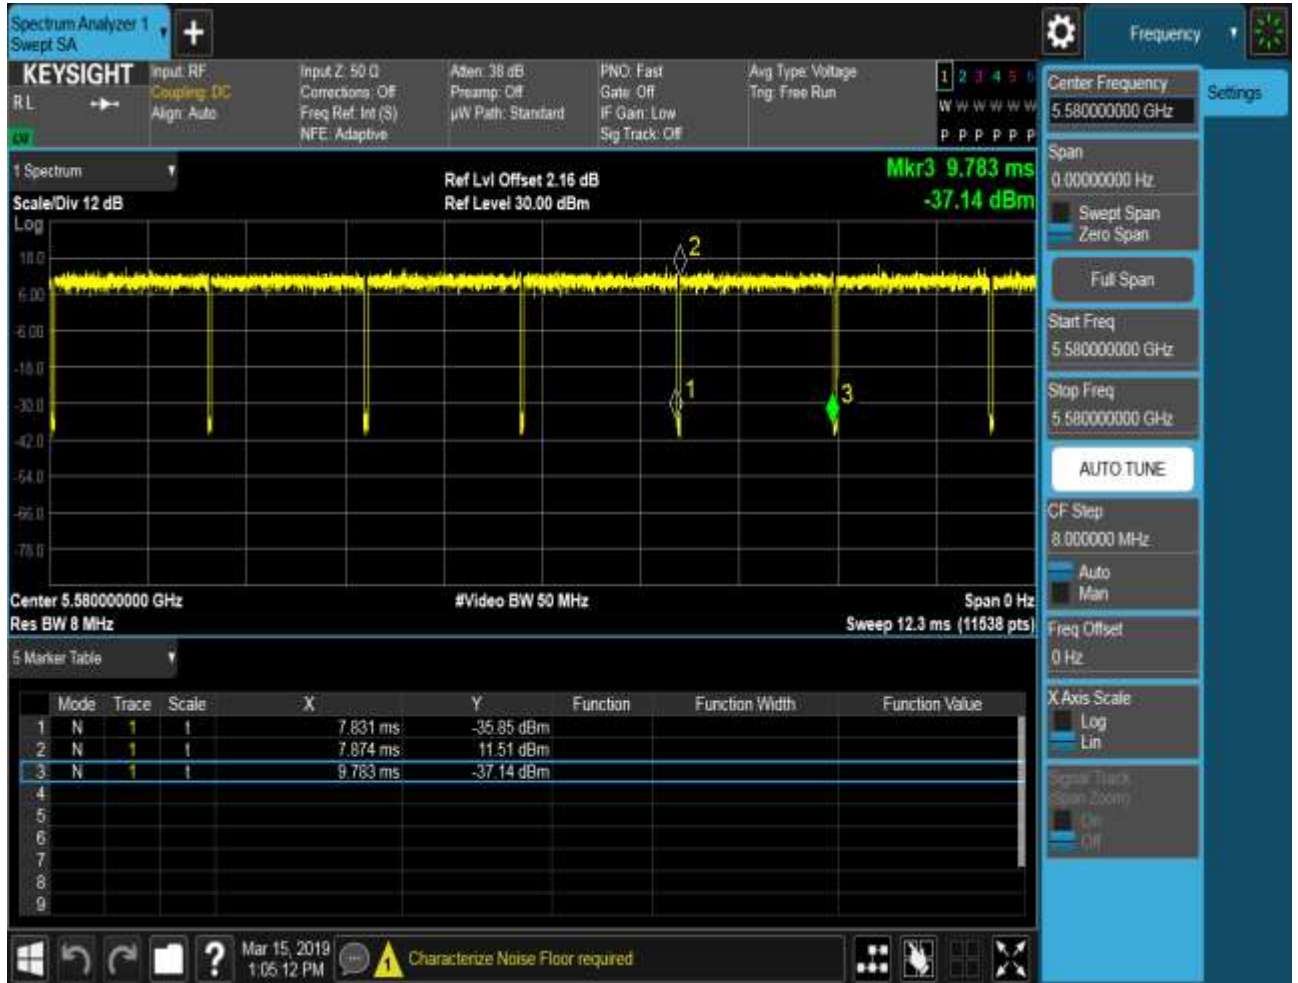 Spectrum Analyzer 1
Swept SA
+
Frequency
KEYSIGHT
R L
Input: RF
Coupling: DC
Align: Auto
Input Z: 50 Ω
Corrections: Off
Freq Ref: Int (S)
NFE: Adaptive
Atten: 38 dB
Preamp: Off
µW Path: Standard
PNO: Fast
Gate: Off
IF Gain: Low
Sig Track: Off
Avg Type: Voltage
Trig: Free Run
1 2 3 4 5 6
W W W W W W
P P P P P P
1 Spectrum
Scale/Div 12 dB
Ref Lvl Offset 2.16 dB
Ref Level 30.00 dBm
Mkr3 9.783 ms
-37.14 dBm
Log
18.0
6.00
-6.00
-18.0
-30.0
-42.0
-54.0
-66.0
-78.0
2
1
3
Center 5.580000000 GHz
#Video BW 50 MHz
Span 0 Hz
Res BW 8 MHz
Sweep 12.3 ms (11538 pts)
5 Marker Table
Mode Trace Scale X Y Function Function Width Function Value
1 N 1 t 7.831 ms -35.85 dBm
2 N 1 t 7.874 ms 11.51 dBm
3 N 1 t 9.783 ms -37.14 dBm
4
5
6
7
8
9
Mar 15, 2019
1:05:12 PM
?
1
Characterize Noise Floor required
Settings
Center Frequency
5.580000000 GHz
Span
0.00000000 Hz
Swept Span
Zero Span
Full Span
Start Freq
5.580000000 GHz
Stop Freq
5.580000000 GHz
AUTO TUNE
CF Step
8.000000 MHz
Auto
Man
Freq Offset
0 Hz
X Axis Scale
Log
Lin
Signal Track
(Span Zoom)
On
Off